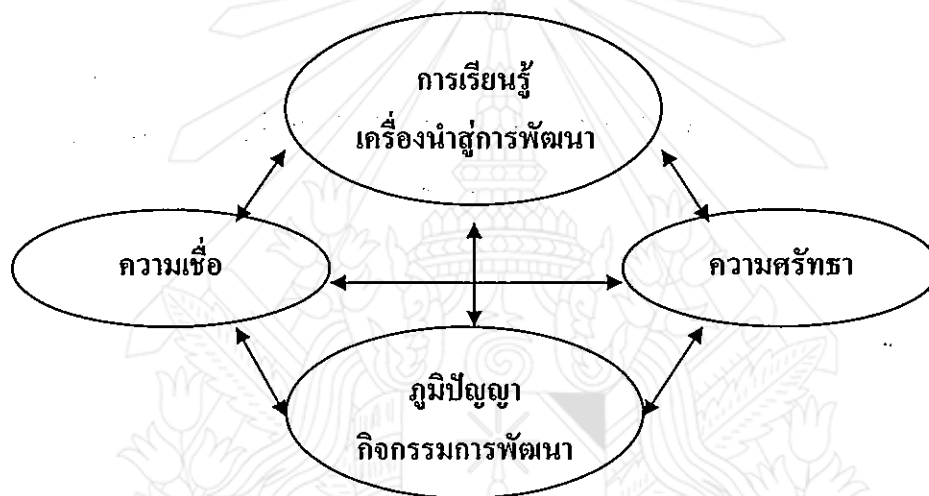 การเรียนรู้
เครื่องนำสู่การพัฒนา
ความเชื่อ
ความศรัทธา
ภูมิปัญญา
กิจกรรมการพัฒนา